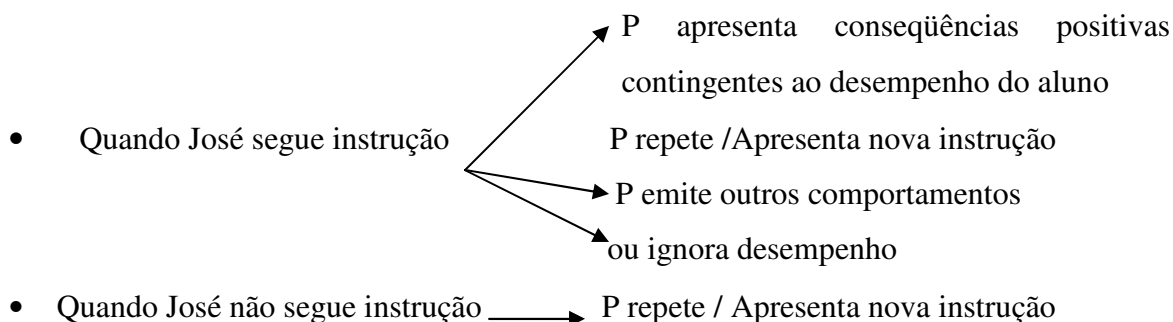 P apresenta conseqüências positivas
contingentes ao desempenho do aluno
• Quando José segue instrução P repete /Apresenta nova instrução
P emite outros comportamentos
ou ignora desempenho
• Quando José não segue instrução P repete / Apresenta nova instrução